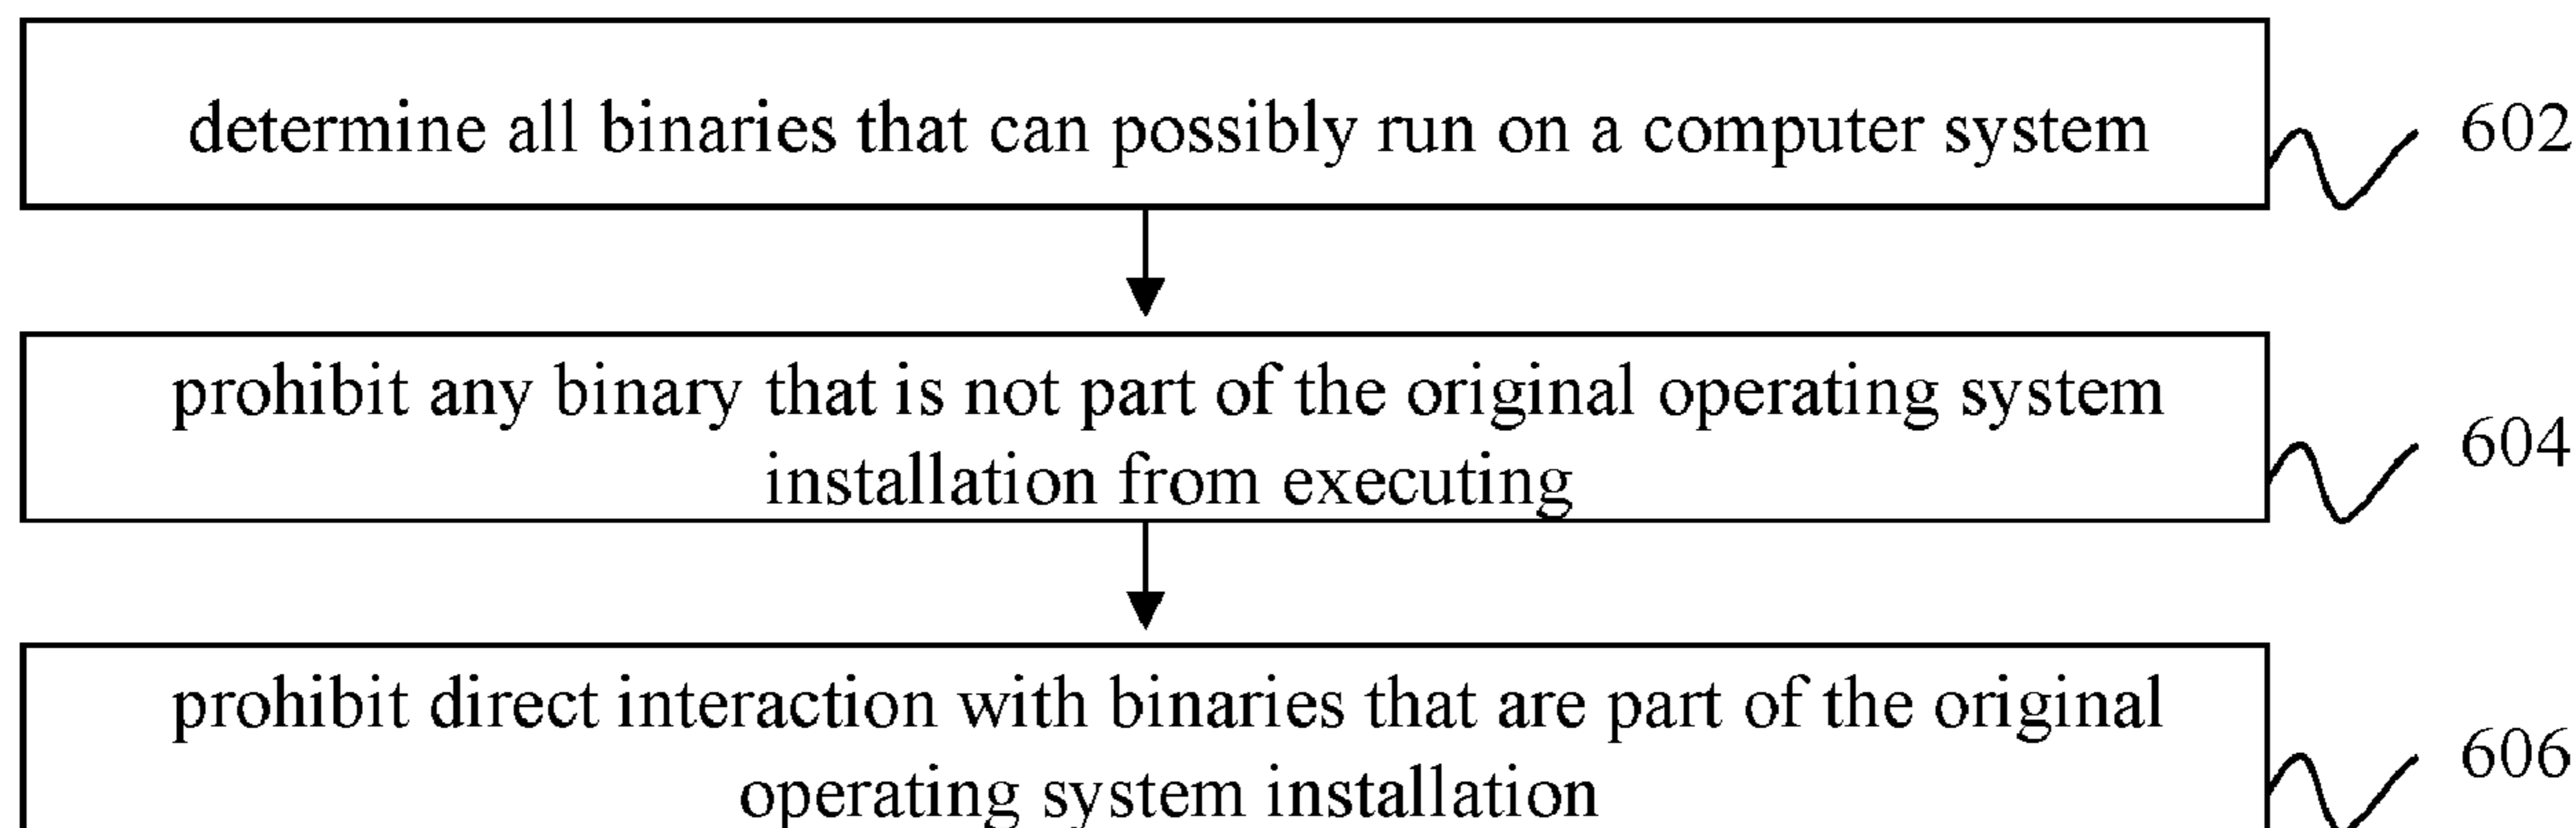 determine all binaries that can possibly run on a computer system
602
prohibit any binary that is not part of the original operating system
installation from executing
604
prohibit direct interaction with binaries that are part of the original
operating system installation
606